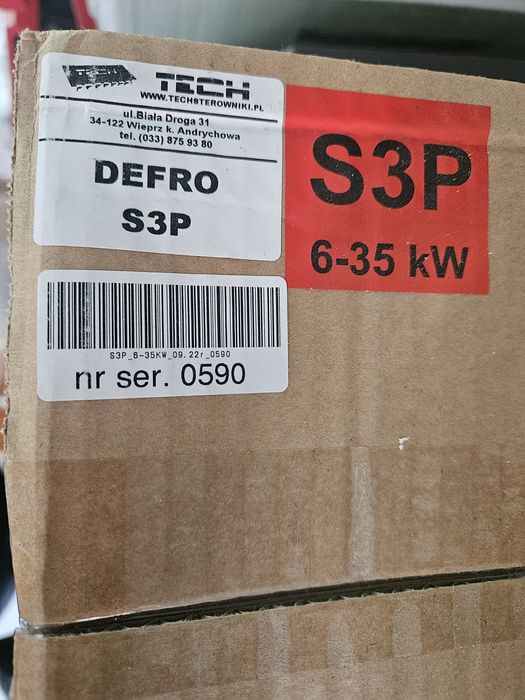 TECH
WWW.TECHSTEROWNIKI.PL
ul.Biała Droga 31
34-122 Wieprz k. Andrychowa
tel. (033) 875 93 80
DEFRO
S3P
S3P
6-35 kW
S3P_6-35KW_09.22r_0590
nr ser. 0590